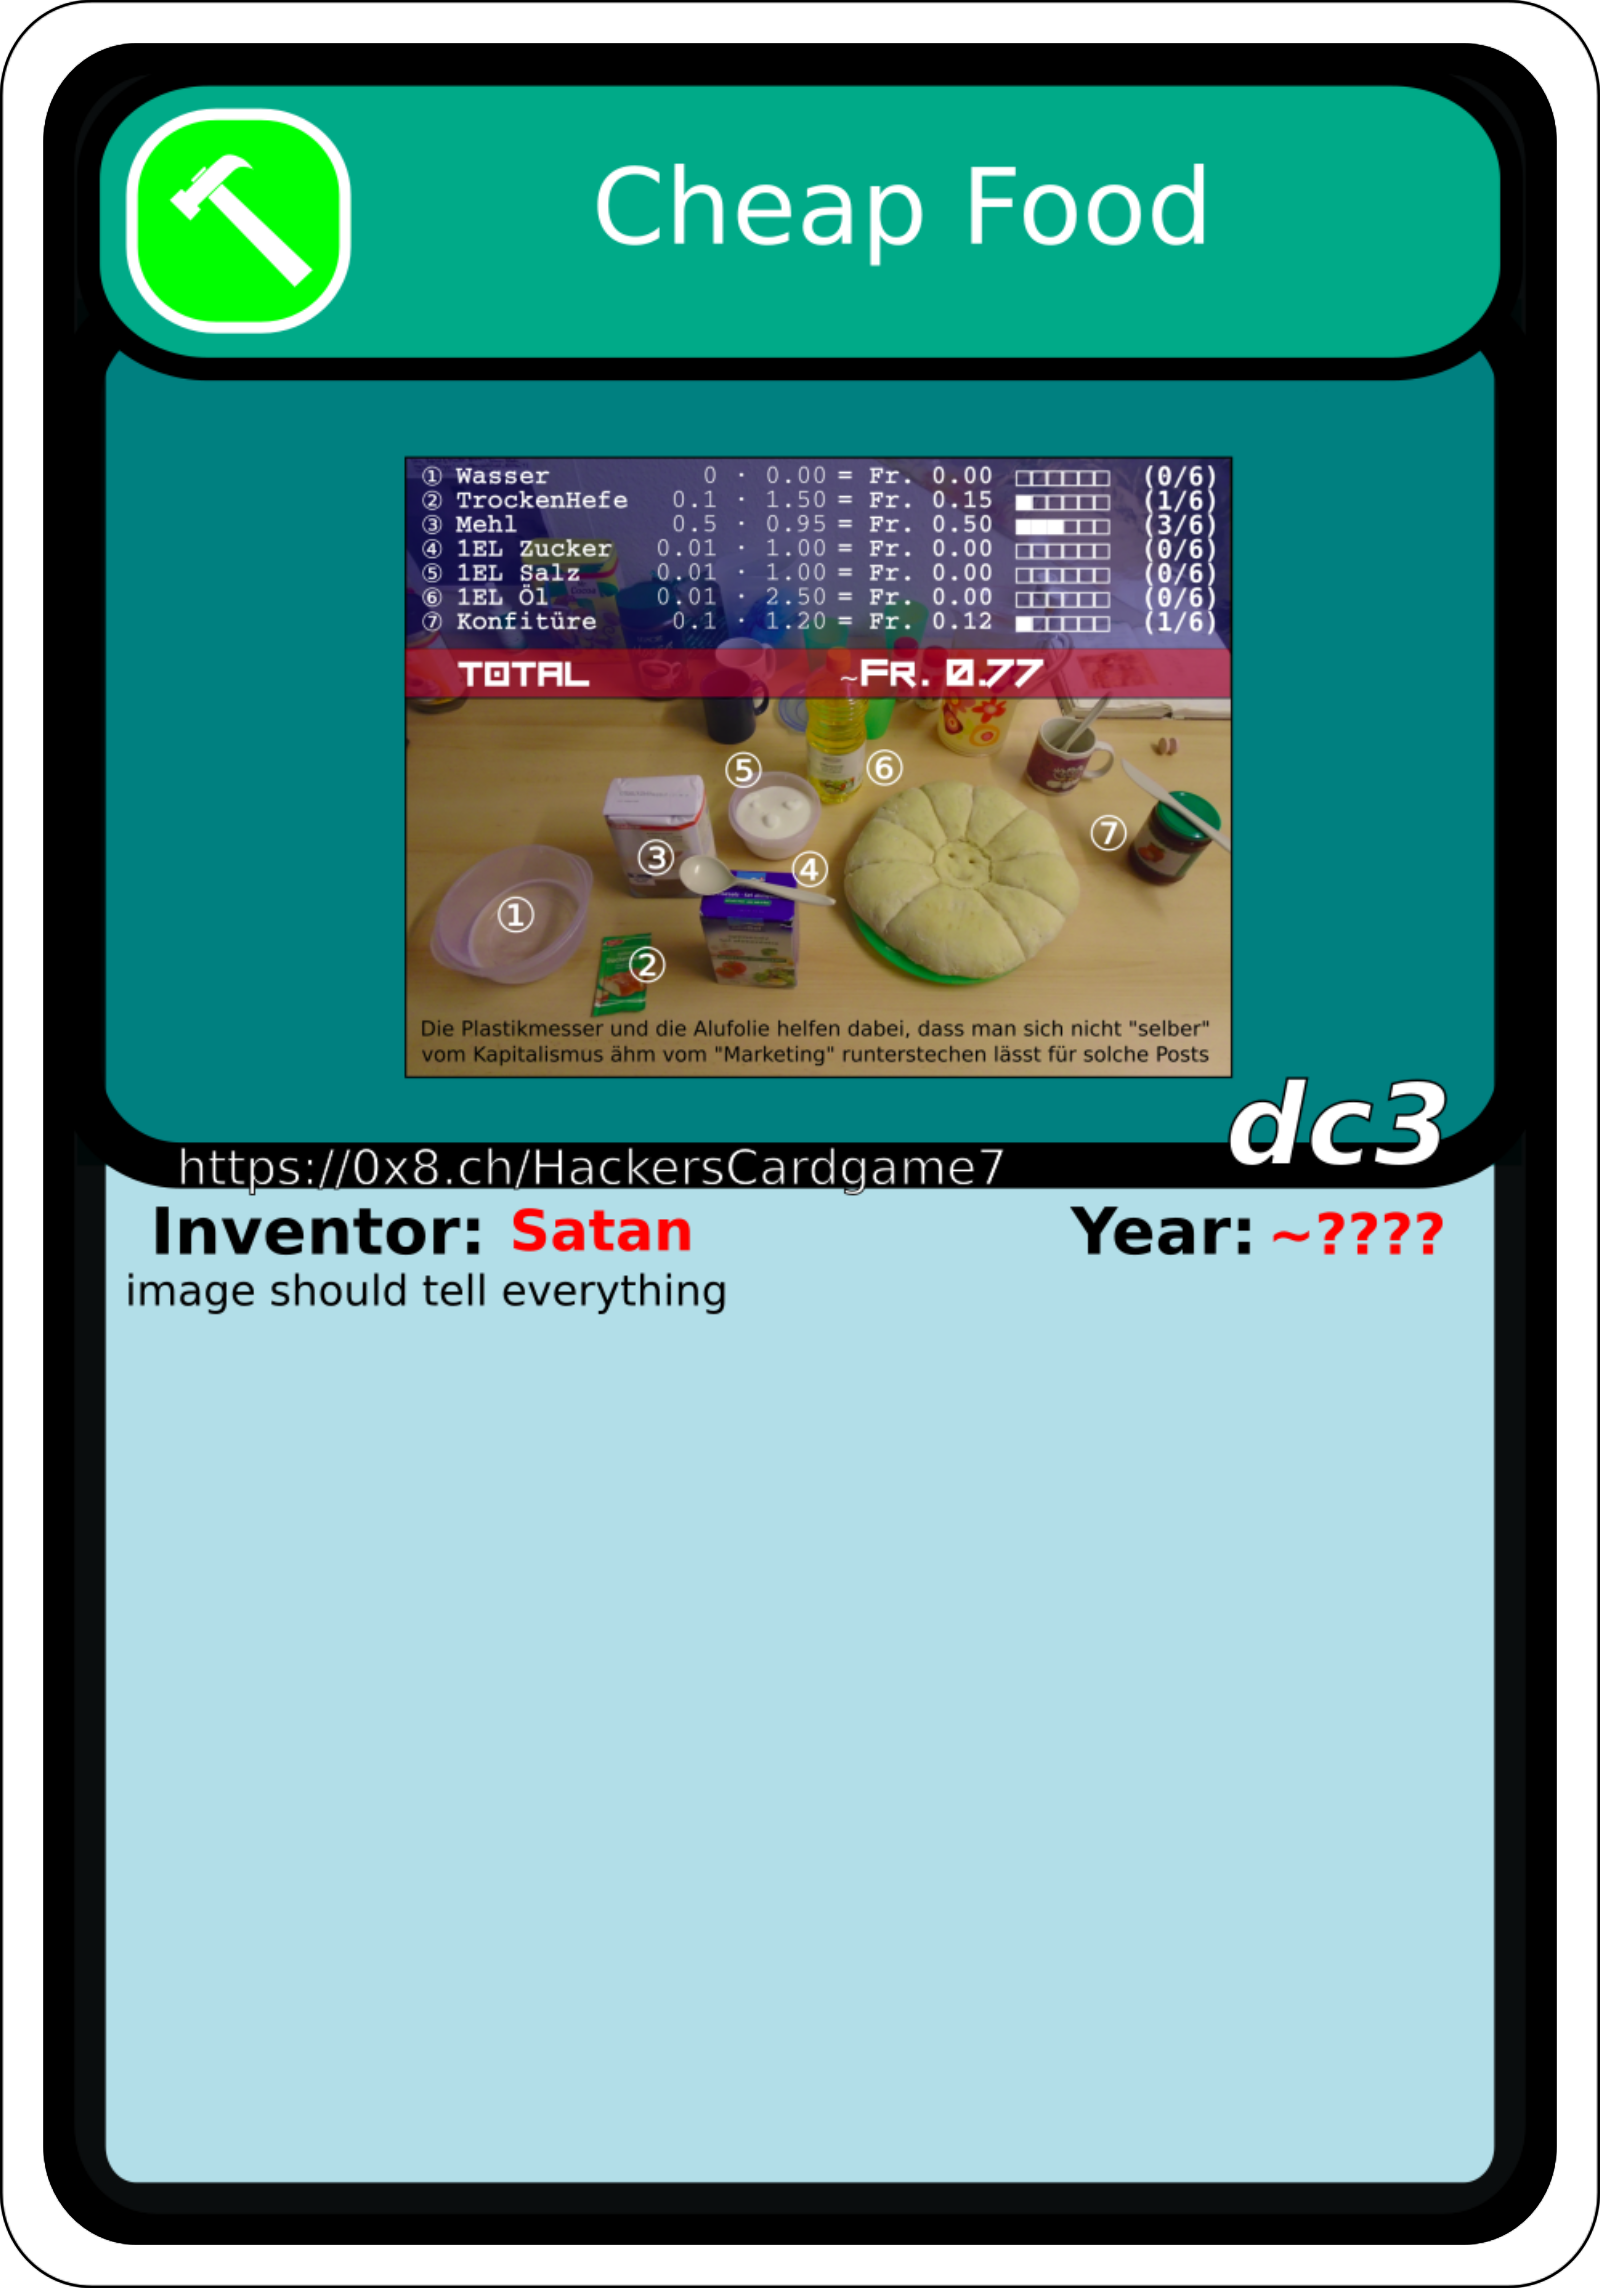 Cheap Food
① Wasser 0 · 0.00 = Fr. 0.00 (0/6)
② TrockenHefe 0.1 · 1.50 = Fr. 0.15 (1/6)
③ Mehl 0.5 · 0.95 = Fr. 0.50 (3/6)
④ 1EL Zucker 0.01 · 1.00 = Fr. 0.00 (0/6)
⑤ 1EL Salz 0.01 · 1.00 = Fr. 0.00 (0/6)
⑥ 1EL Öl 0.01 · 2.50 = Fr. 0.00 (0/6)
⑦ Konfitüre 0.1 · 1.20 = Fr. 0.12 (1/6)
TOTAL ~FR. 0.77
⑤ ⑥
⑦
③ ④
①
②
Die Plastikmesser und die Alufolie helfen dabei, dass man sich nicht "selber"
vom Kapitalismus ähm vom "Marketing" runterstechen lässt für solche Posts
dc3
https://0x8.ch/HackersCardgame7
Inventor: Satan Year: ~????
image should tell everything